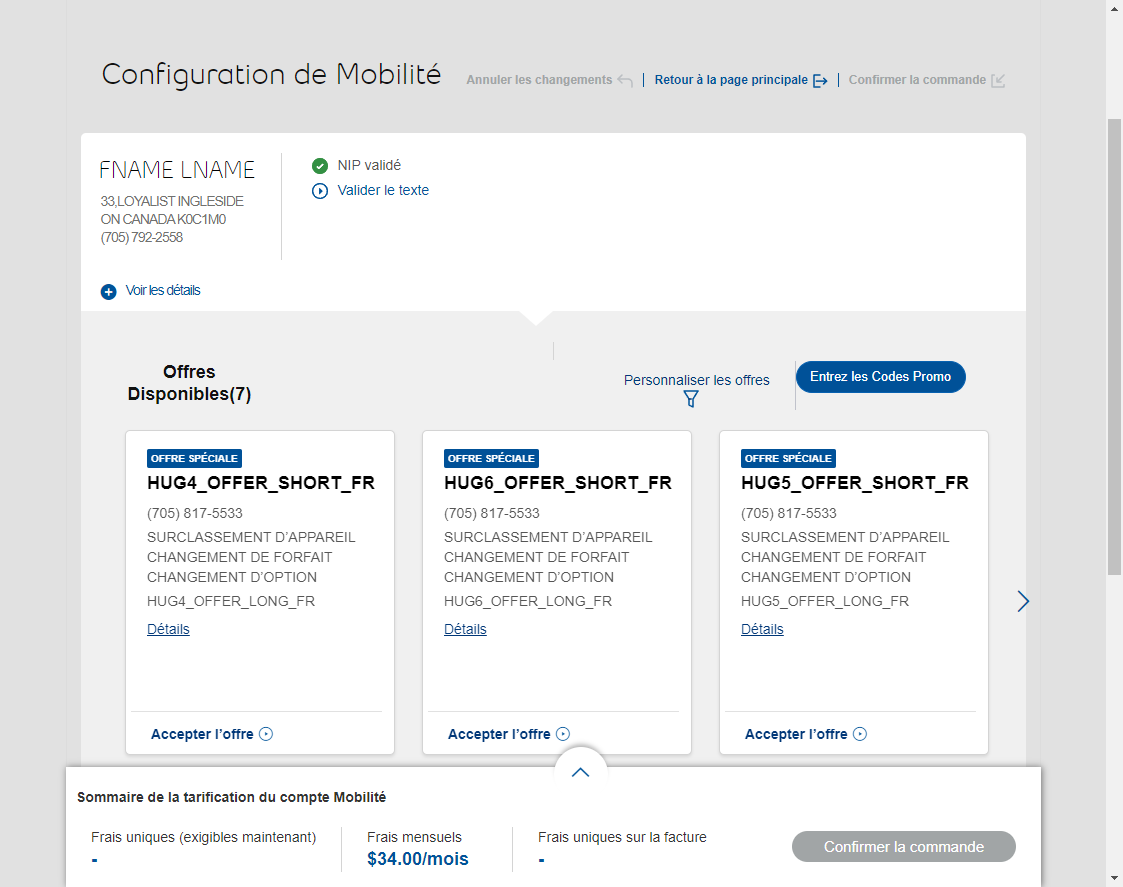 Configuration de Mobilité
Annuler les changements
Retour à la page principale
Confirmer la commande
FNAME LNAME
33,LOYALIST INGLESIDE
ON CANADA K0C1M0
(705) 792-2558
NIP validé
Valider le texte
Voir les détails
Offres
Disponibles(7)
Personnaliser les offres
Entrez les Codes Promo
OFFRE SPÉCIALE
HUG4_OFFER_SHORT_FR
(705) 817-5533
SURCLASSEMENT D’APPAREIL
CHANGEMENT DE FORFAIT
CHANGEMENT D’OPTION
HUG4_OFFER_LONG_FR
Détails
Accepter l’offre
OFFRE SPÉCIALE
HUG6_OFFER_SHORT_FR
(705) 817-5533
SURCLASSEMENT D’APPAREIL
CHANGEMENT DE FORFAIT
CHANGEMENT D’OPTION
HUG6_OFFER_LONG_FR
Détails
Accepter l’offre
OFFRE SPÉCIALE
HUG5_OFFER_SHORT_FR
(705) 817-5533
SURCLASSEMENT D’APPAREIL
CHANGEMENT DE FORFAIT
CHANGEMENT D’OPTION
HUG5_OFFER_LONG_FR
Détails
Accepter l’offre
Sommaire de la tarification du compte Mobilité
Frais uniques (exigibles maintenant)
-
Frais mensuels
$34.00/mois
Frais uniques sur la facture
-
Confirmer la commande